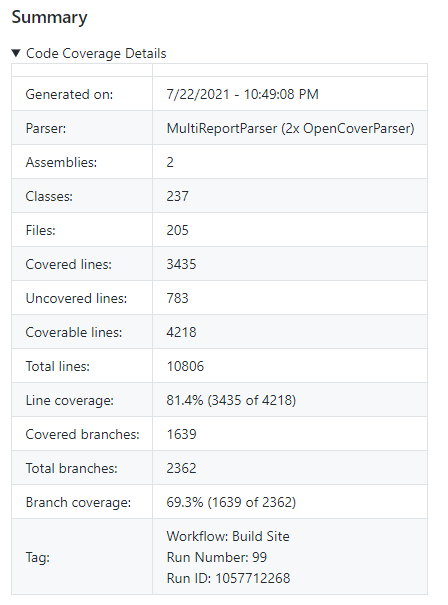 Summary
▼ Code Coverage Details
Generated on: 7/22/2021 - 10:49:08 PM
Parser: MultiReportParser (2x OpenCoverParser)
Assemblies: 2
Classes: 237
Files: 205
Covered lines: 3435
Uncovered lines: 783
Coverable lines: 4218
Total lines: 10806
Line coverage: 81.4% (3435 of 4218)
Covered branches: 1639
Total branches: 2362
Branch coverage: 69.3% (1639 of 2362)
Tag: Workflow: Build Site
Run Number: 99
Run ID: 1057712268